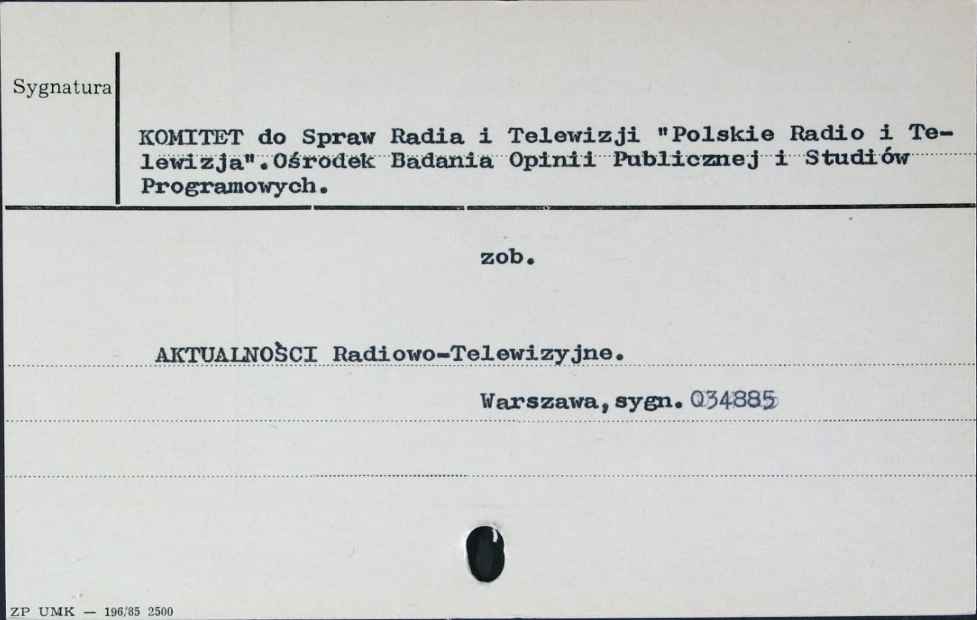 Sygnatura
KOMITET do Spraw Radia i Telewizji "Polskie Radio i Te-
lewizja".Ośrodek Badania Opinii Publicznej i Studiów
Programowych.
zob.
AKTUALNOŚCI Radiowo-Telewizyjne.
Warszawa,sygn. 034885
ZP UMK — 196/85 2500